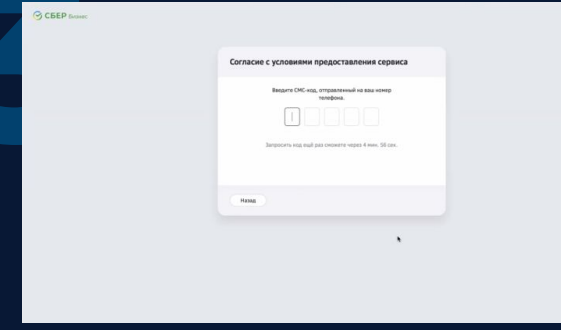 СБЕР Бизнес
Согласие с условиями предоставления сервиса
Введите СМС-код, отправленный на ваш номер
телефона.
Запросить код ещё раз сможете через 4 мин. 58 сек.
Назад